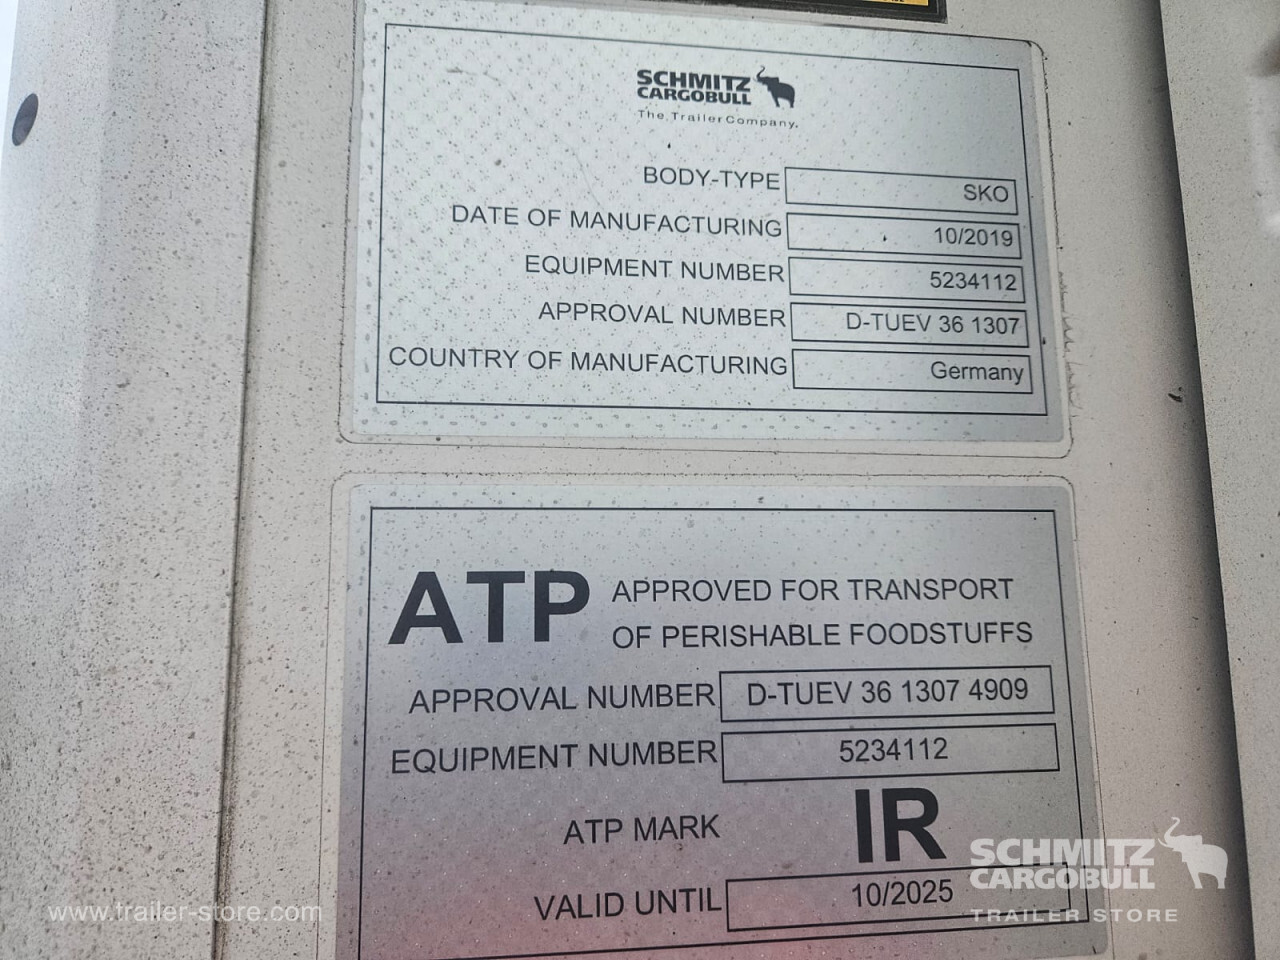 SCHMITZ
CARGOBULL
The TrailerCompany.
BODY-TYPE SKO
DATE OF MANUFACTURING 10/2019
EQUIPMENT NUMBER 5234112
APPROVAL NUMBER D-TUEV 36 1307
COUNTRY OF MANUFACTURING Germany
ATP APPROVED FOR TRANSPORT
OF PERISHABLE FOODSTUFFS
APPROVAL NUMBER D-TUEV 36 1307 4909
EQUIPMENT NUMBER 5234112
ATP MARK IR
VALID UNTIL 10/2025
SCHMITZ
CARGOBULL
TRAILER STORE
www.trailer-store.com